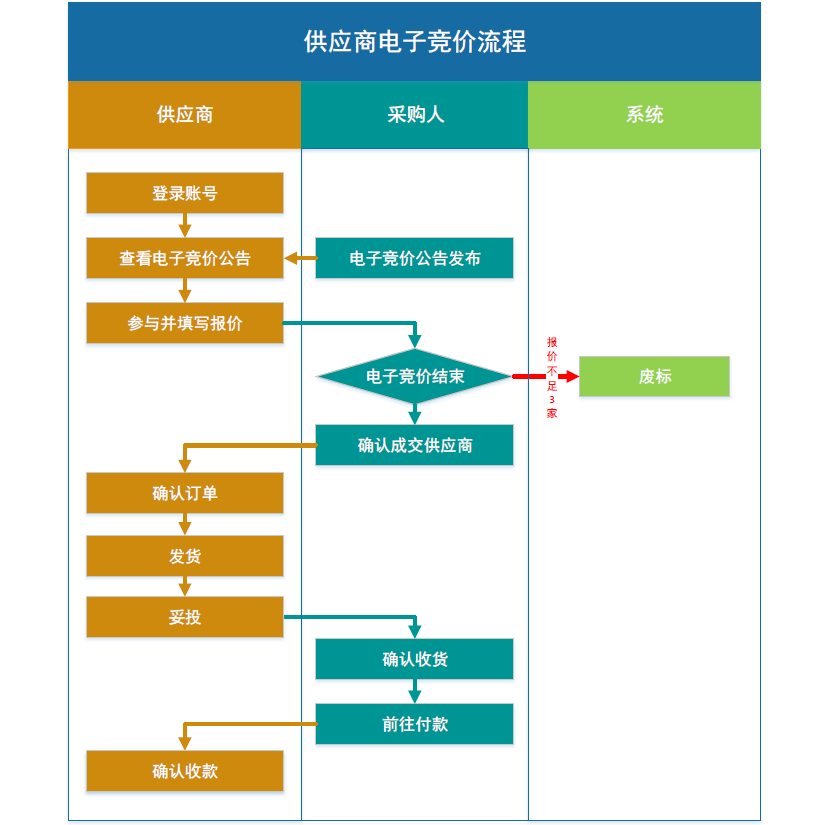 供应商电子竞价流程
供应商
采购人
系统
登录账号
查看电子竞价公告
电子竞价公告发布
参与并填写报价
报
价
不
足
3
家
电子竞价结束
废标
确认成交供应商
确认订单
发货
妥投
确认收货
前往付款
确认收款